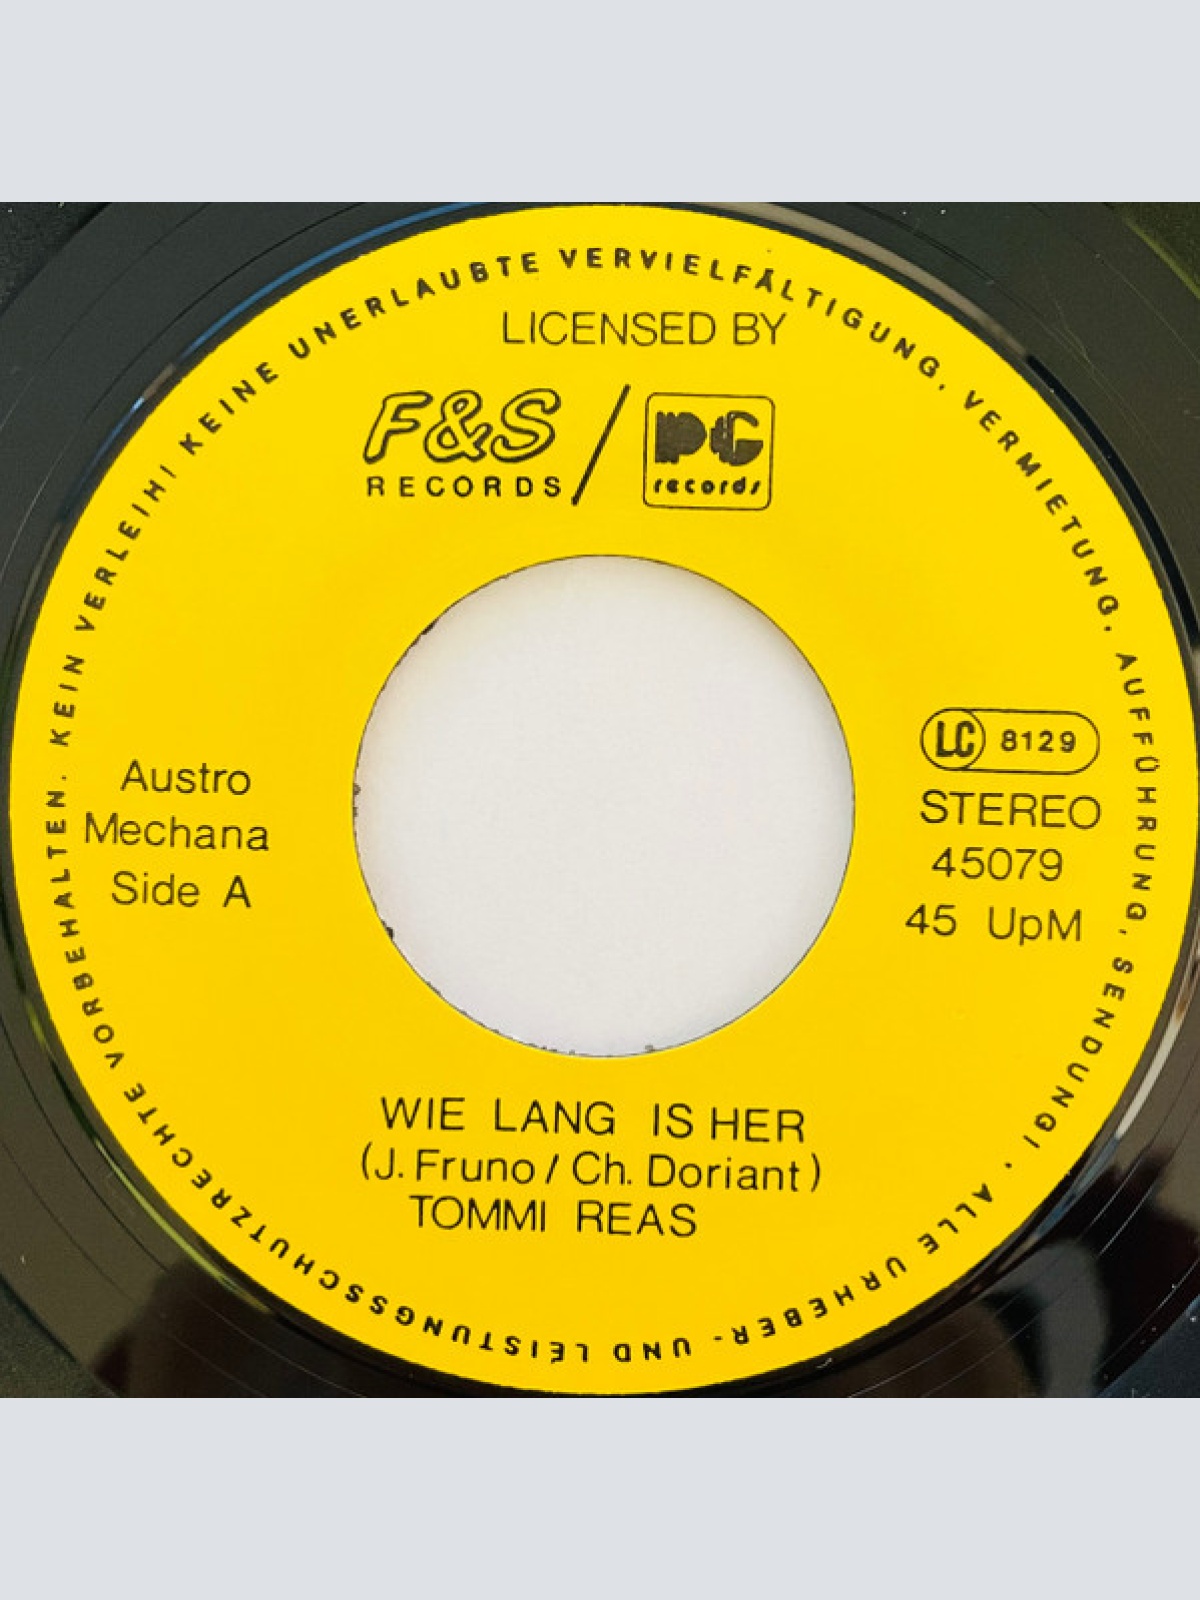 ALLE URHEBER- UND LEISTUNGSSCHUTZRECHTE VORBEHALTEN. KEIN VERLEIH! KEINE UNERLAUBTE VERVIELFÄLTIGUNG, VERMIETUNG, AUFFÜHRUNG, SENDUNG! ·
LICENSED BY
F&S RECORDS / PG records
Austro
Mechana
Side A
LC 8129
STEREO
45079
45 UpM
WIE LANG IS HER
(J. Fruno / Ch. Doriant)
TOMMI REAS